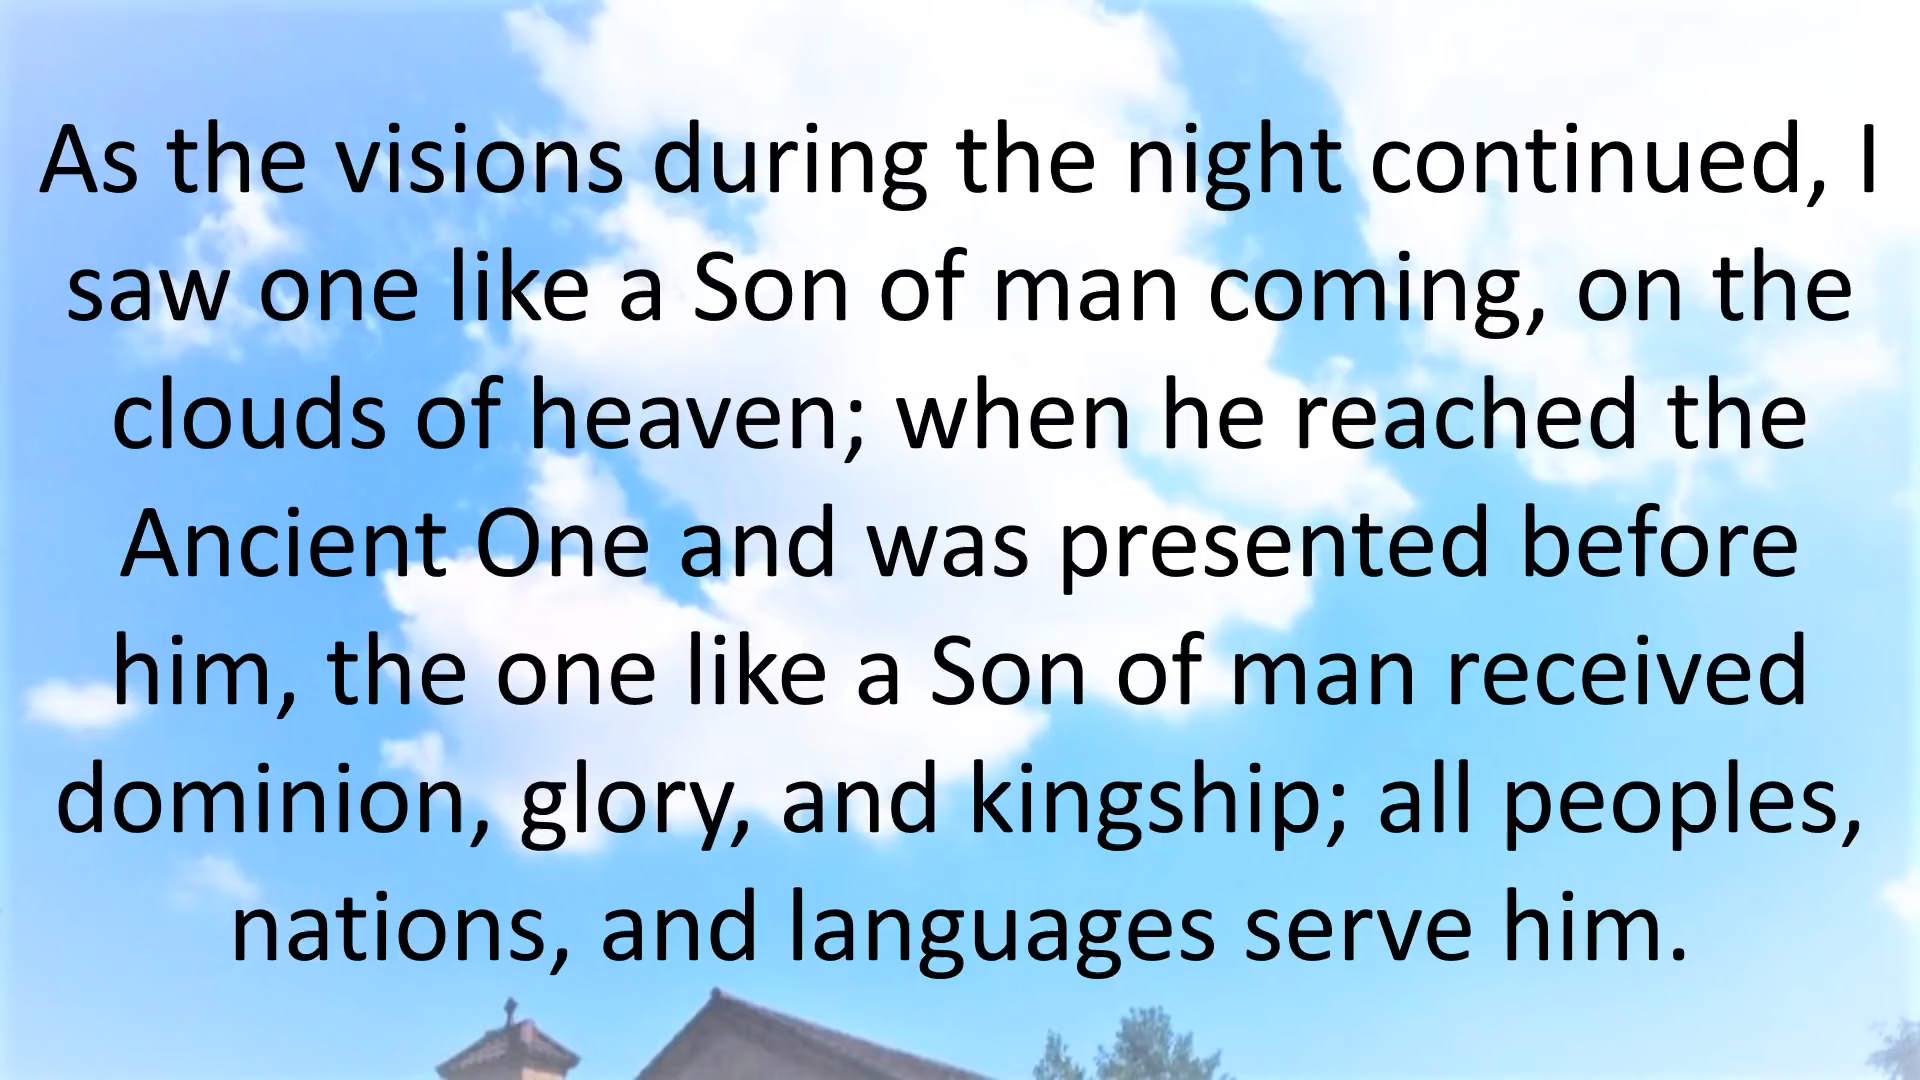 As the visions during the night continued, I
saw one like a Son of man coming, on the
clouds of heaven; when he reached the
Ancient One and was presented before
him, the one like a Son of man received
dominion, glory, and kingship; all peoples,
nations, and languages serve him.